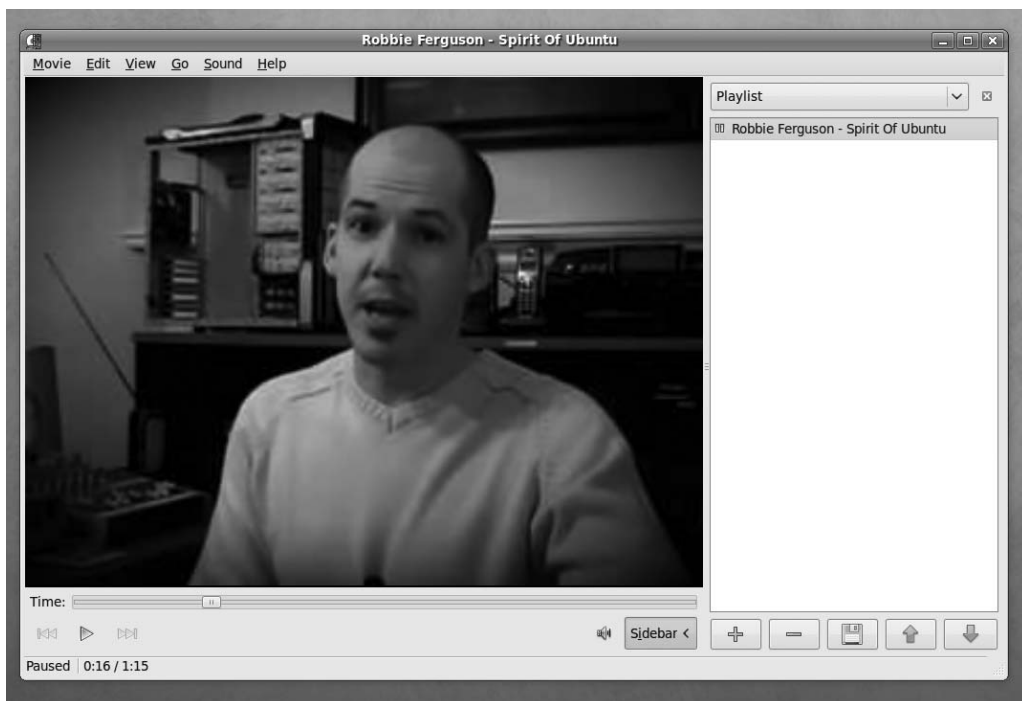 Robbie Ferguson - Spirit Of Ubuntu
Movie Edit View Go Sound Help
Playlist
Robbie Ferguson - Spirit Of Ubuntu
Time:
Sidebar <
Paused 0:16 / 1:15